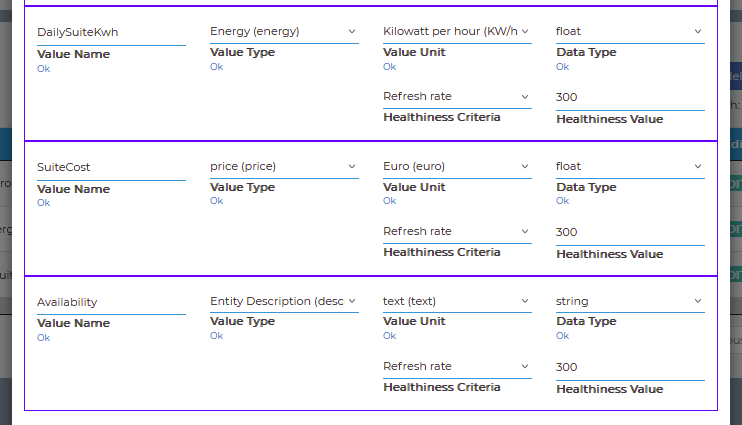 DailySuiteKwh Energy (energy) Kilowatt per hour (KW/h float
Value Name Value Type Value Unit Data Type
Ok Ok Ok Ok
Refresh rate 300
Healthiness Criteria Healthiness Value
SuiteCost price (price) Euro (euro) float
Value Name Value Type Value Unit Data Type
Ok Ok Ok Ok
Refresh rate 300
Healthiness Criteria Healthiness Value
Availability Entity Description (desc text (text) string
Value Name Value Type Value Unit Data Type
Ok Ok Ok Ok
Refresh rate 300
Healthiness Criteria Healthiness Value